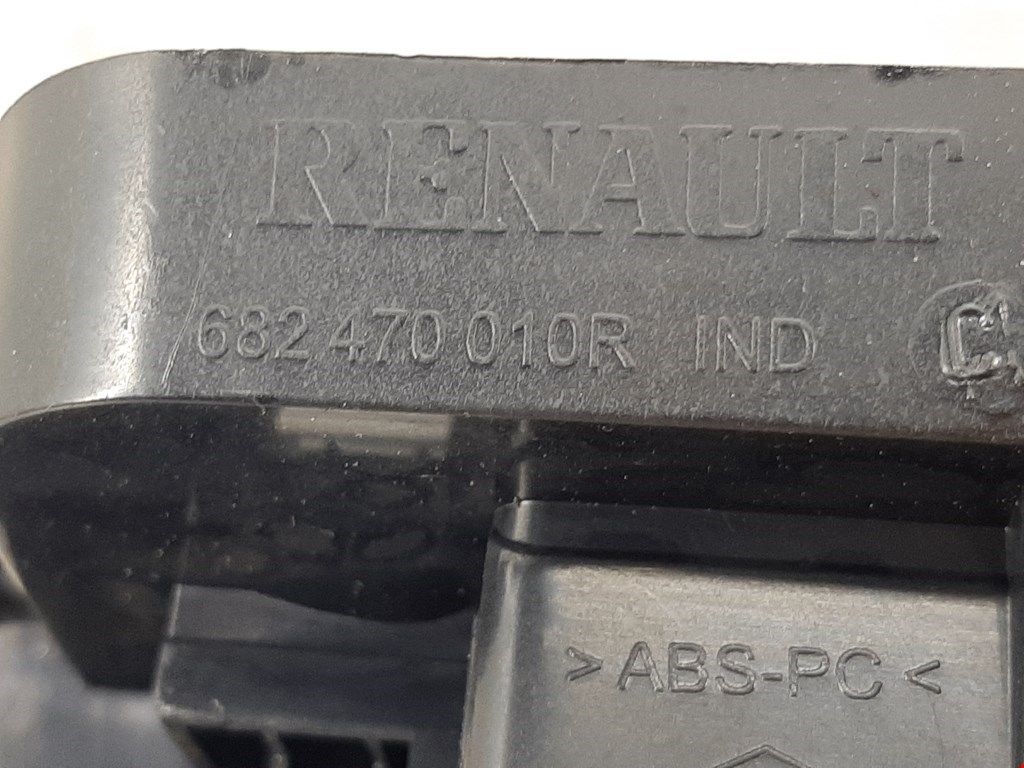 RENAULT
682 470 010R IND C
>ABS-PC<